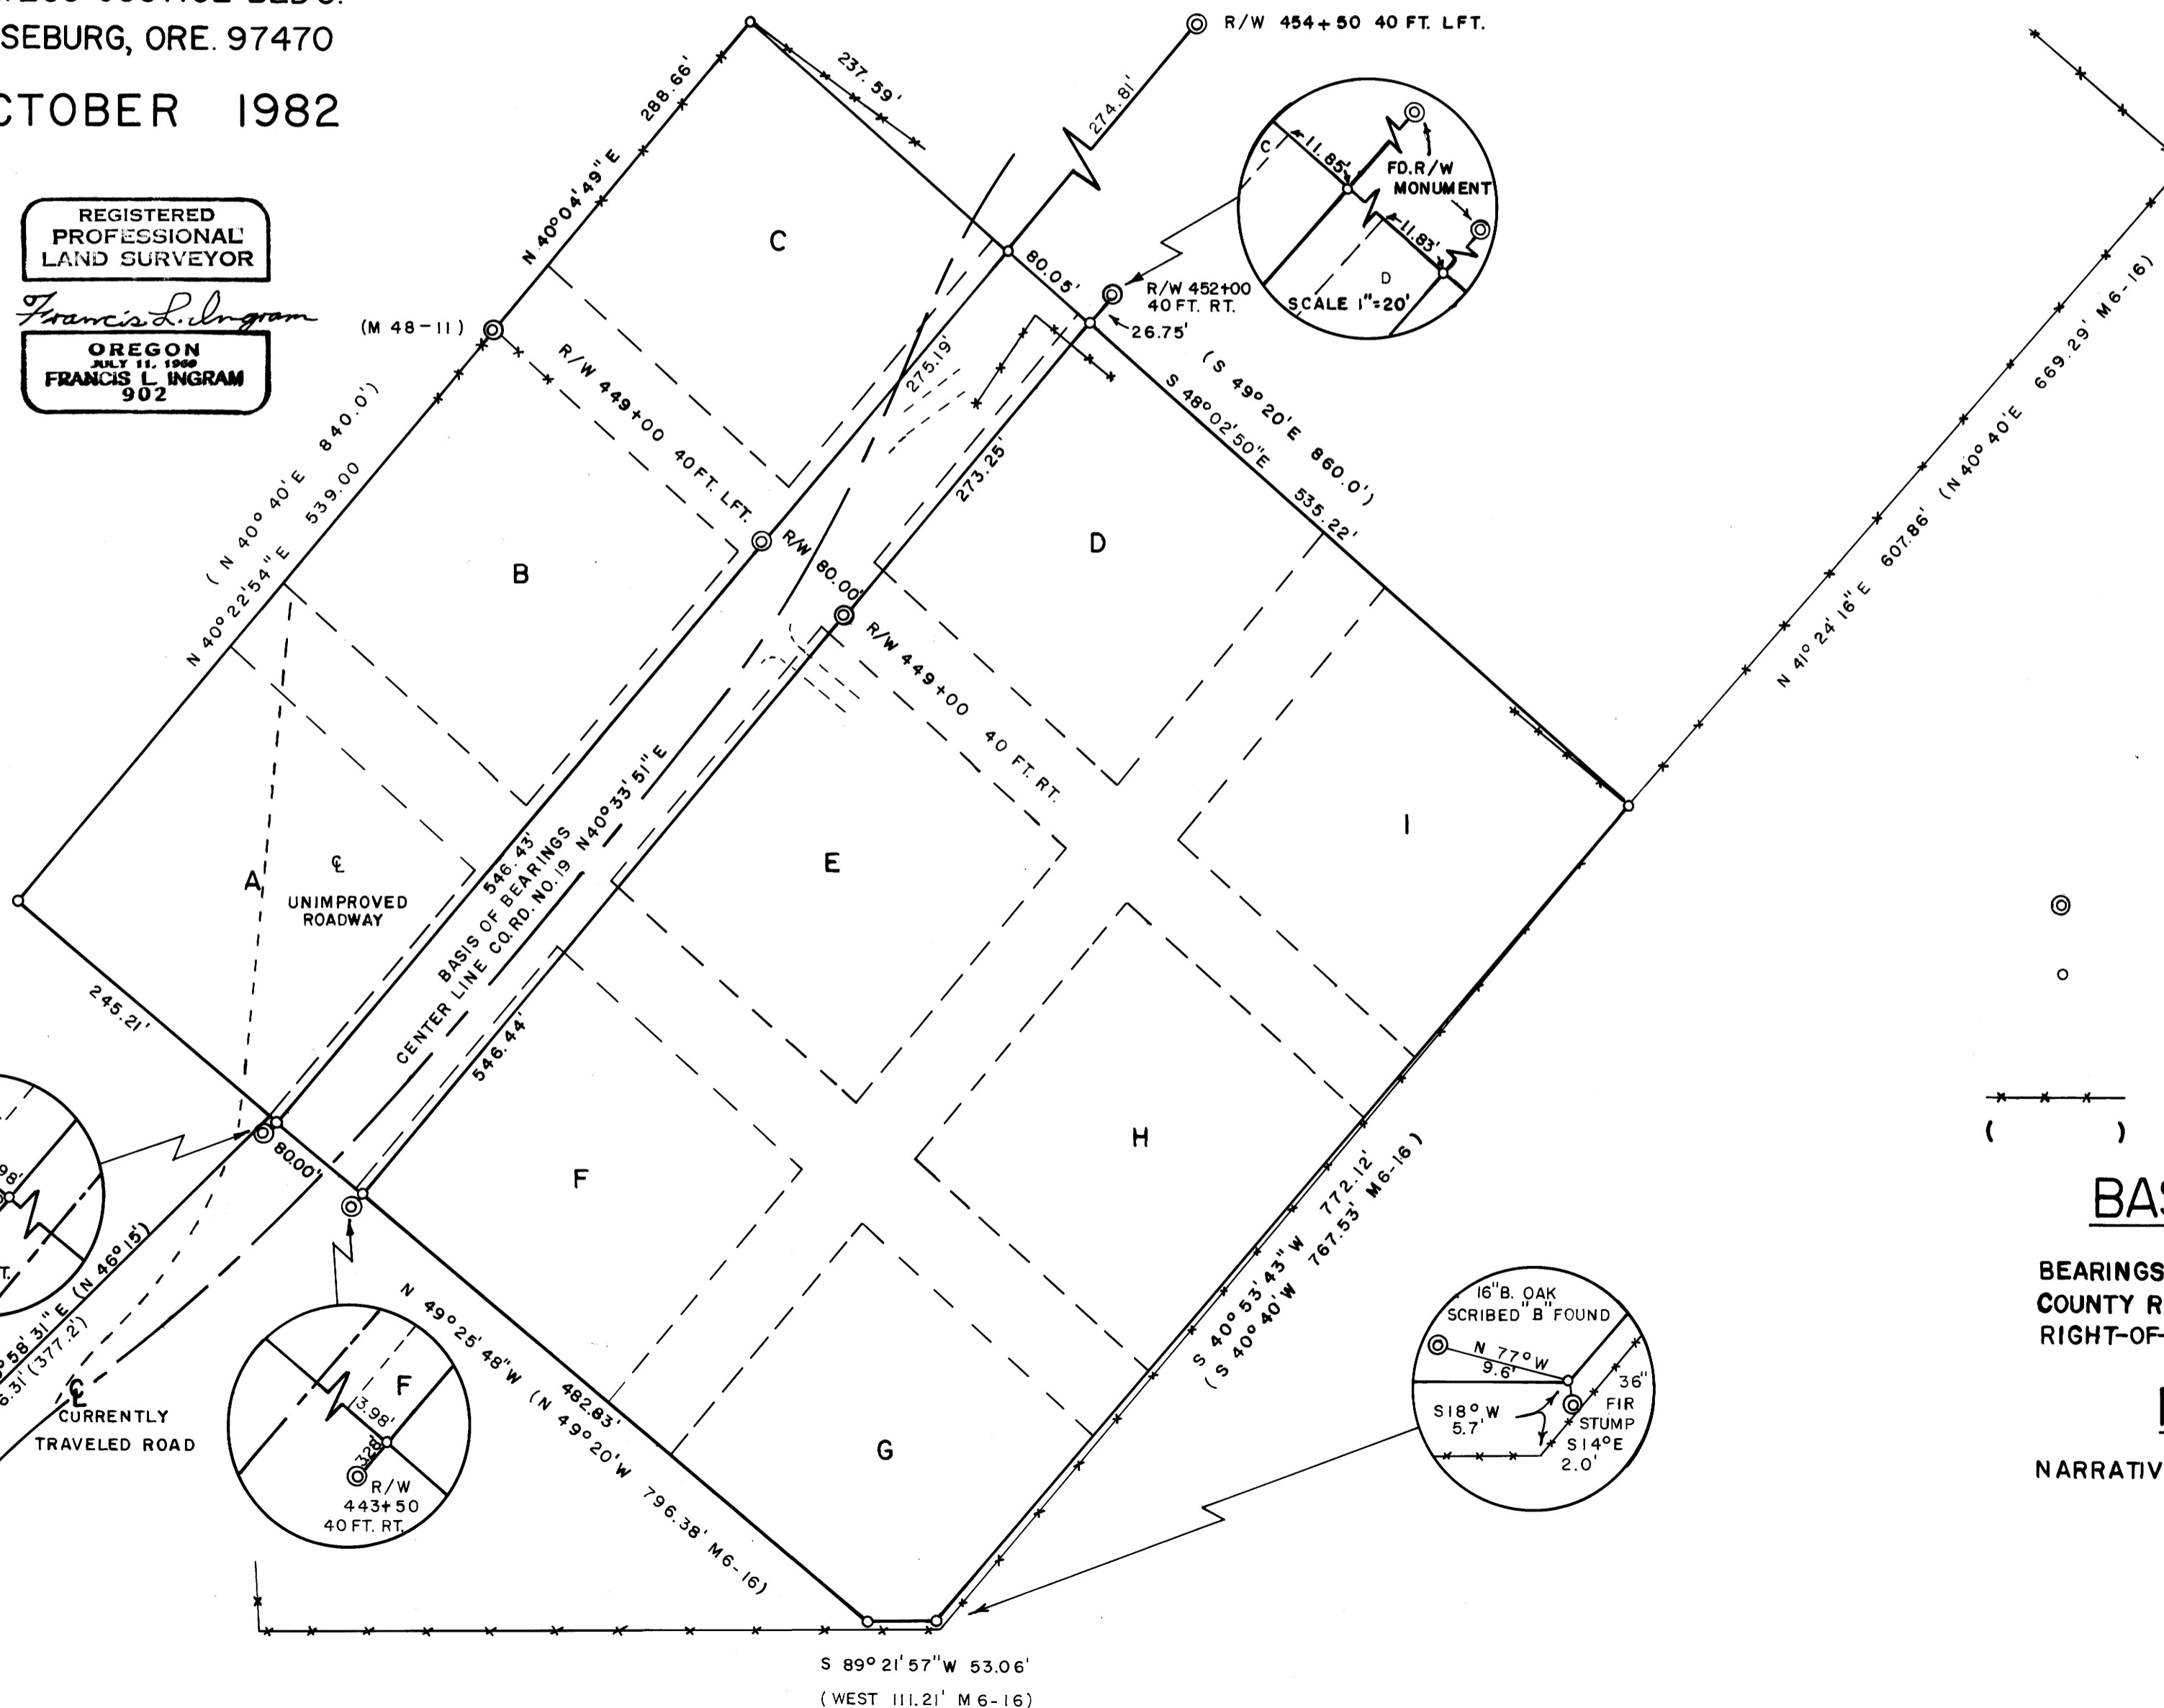 SEBURG, ORE. 97470
CTOBER 1982
REGISTERED
PROFESSIONAL
LAND SURVEYOR
Francis L. Ingram
OREGON
JULY 11, 1969
FRANCIS L. INGRAM
902
288.66'
N 40°04'49" E
237.59'
274.81'
R/W 454+50 40 FT. LFT.
C
11.85'
FD. R/W
MONUMENT
11.83'
D
SCALE 1"=20'
C
80.05'
R/W 452+00
40 FT. RT.
26.75'
(M 48-11)
R/W 449+00 40 FT. LFT.
275.19'
273.25'
(S 49°20'E 860.0')
S 48°02'50"E
535.22'
(N 40°40'E 840.0')
539.00
N 40°22'54" E
B
R/W 80.00'
D
R/W 449+00 40 FT. RT.
N 41°24'16" E 607.86' (N 40°40'E 669.29' M6-16)
A
℄
UNIMPROVED
ROADWAY
E
I
546.43'
BASIS OF BEARINGS
CENTER LINE CO. RD. NO. 19 N40°33'51" E
546.44'
245.21'
80.00'
98'
T.
F
H
58'31" E (N 46°15')
6.31' (377.2')
℄
CURRENTLY
TRAVELED ROAD
F
3.98'
3.28'
R/W
443+50
40 FT. RT.
N 49°25'48"W (N 49°20'W 796.38' M6-16)
482.83'
G
S 40°53'43" W 772.12'
(S 40°40'W 767.53' M6-16)
16" B. OAK
SCRIBED "B" FOUND
N 77°W
9.6'
36"
FIR
STUMP
S18°W
5.7'
S14°E
2.0'
S 89°21'57"W 53.06'
(WEST 111.21' M6-16)
( )
BAS
BEARINGS
COUNTY R
RIGHT-OF-
NARRATIV